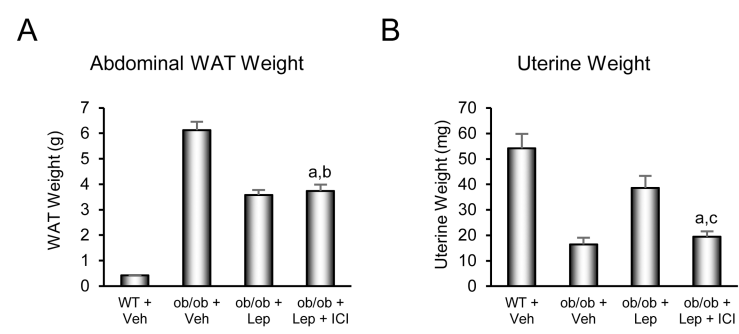 A
B
Abdominal WAT Weight
Uterine Weight
WAT Weight (g)
7
6
5
4
3
2
1
0
a,b
WT +
Veh
ob/ob +
Veh
ob/ob +
Lep
ob/ob +
Lep + ICI
Uterine Weight (mg)
70
60
50
40
30
20
10
0
a,c
WT +
Veh
ob/ob +
Veh
ob/ob +
Lep
ob/ob +
Lep + ICI